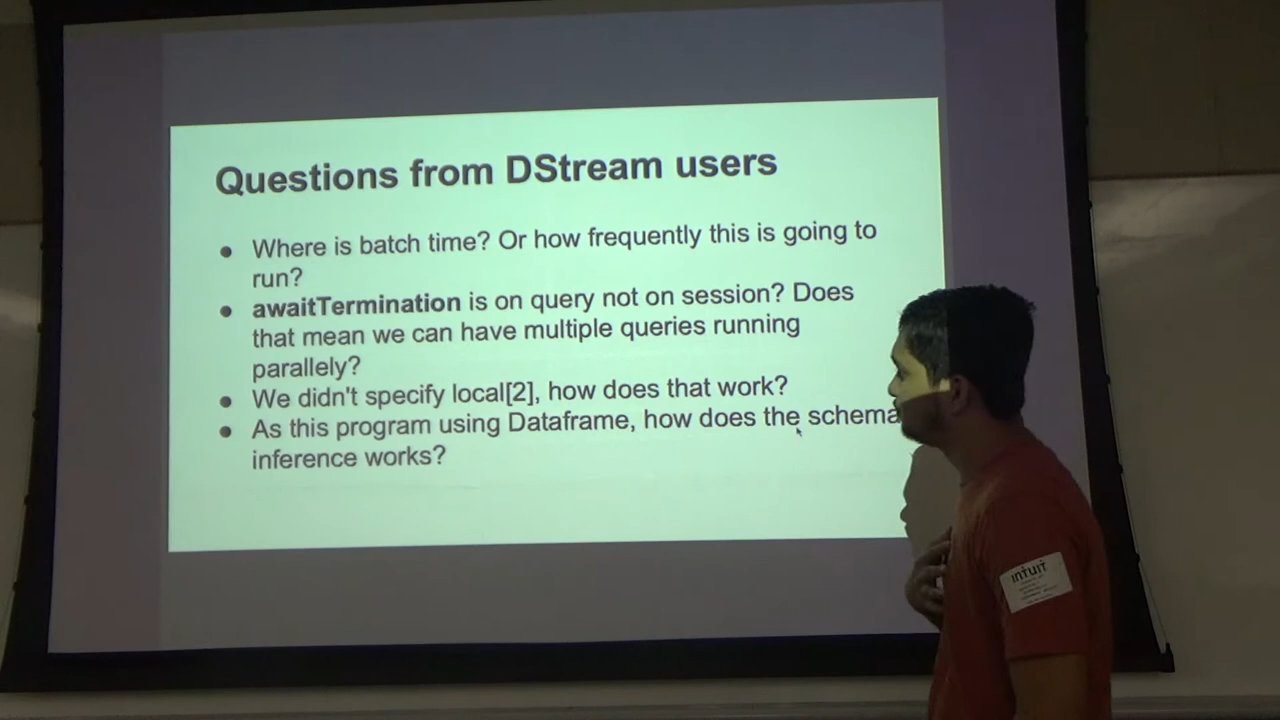 Questions from DStream users
● Where is batch time? Or how frequently this is going to
run?
● awaitTermination is on query not on session? Does
that mean we can have multiple queries running
parallely?
● We didn't specify local[2], how does that work?
● As this program using Dataframe, how does the schema
inference works?
INTUIT